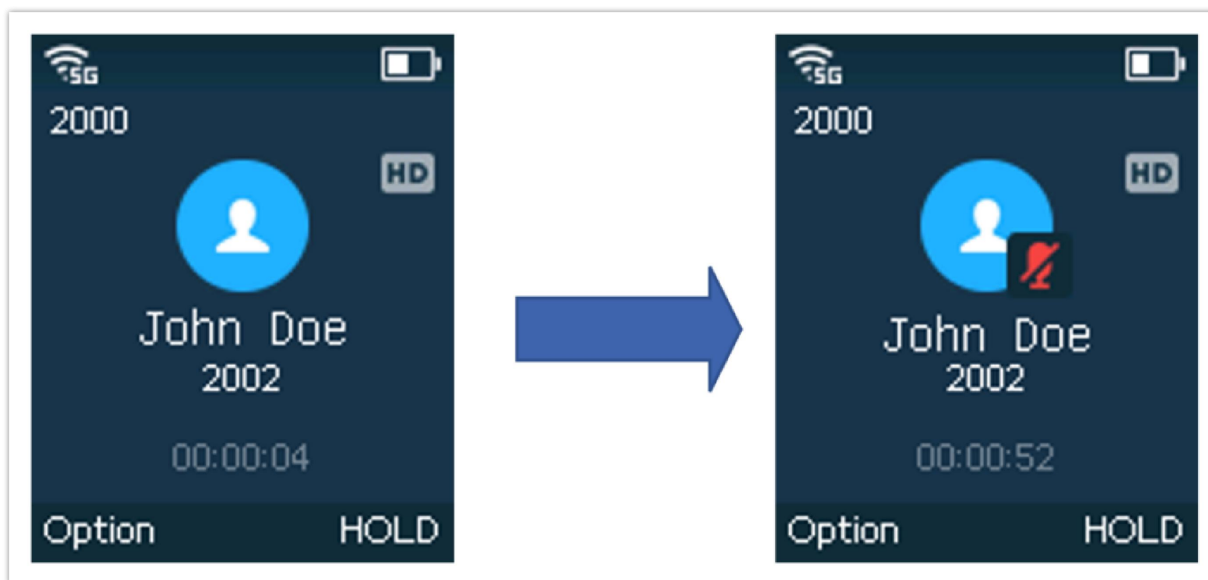 5G
2000
HD
John Doe
2002
00:00:04
Option HOLD
5G
2000
HD
John Doe
2002
00:00:52
Option HOLD